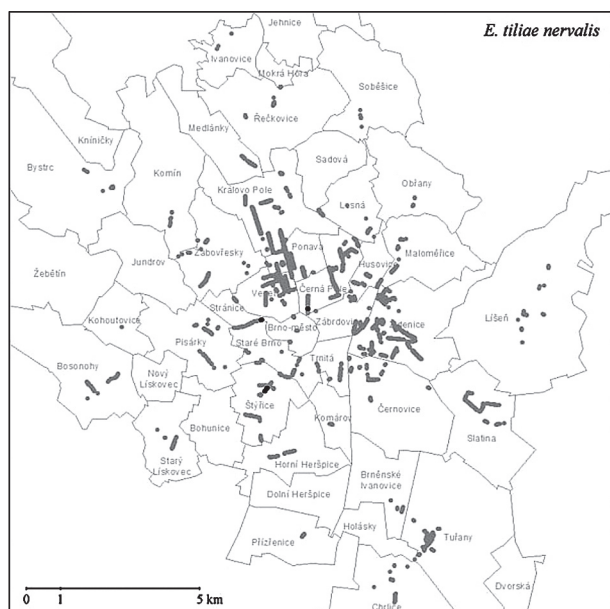 E. tiliae nervalis
Jehnice
Ivanovice
Mokrá Hora
Soběšice
Řečkovice
Medlánky
Kníničky
Bystrc
Komín
Sadová
Královo Pole
Lesná
Obřany
Ponava
Žabovřesky
Jundrov
Husovice
Maloměřice
Žebětín
Černá Pole
Líšeň
Stránice
Kohoutovice
Brno-město
Zábrdovice
Židenice
Pisárky
Staré Brno
Trnitá
Bosonohy
Nový
Lískovec
Štýřice
Komárov
Černovice
Slatina
Bohunice
Starý
Lískovec
Horní Heršpice
Brněnské
Ivanovice
Dolní Heršpice
Holásky
Tuřany
Přízřenice
Dvorská
Chrlice
0 1 5 km